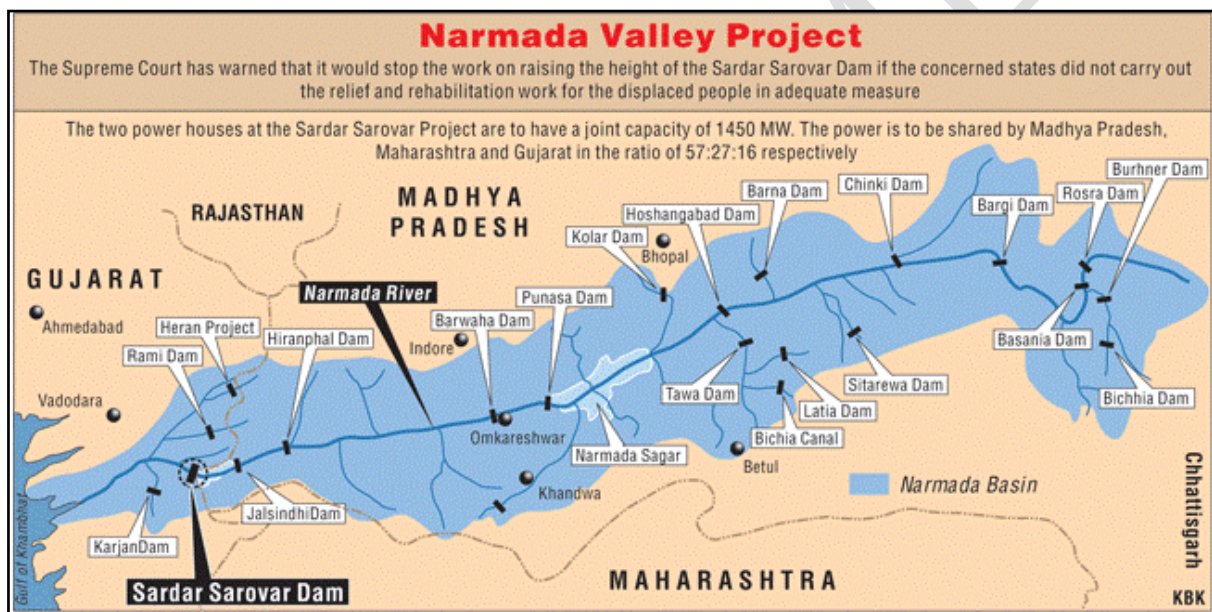 Narmada Valley Project
The Supreme Court has warned that it would stop the work on raising the height of the Sardar Sarovar Dam if the concerned states did not carry out
the relief and rehabilitation work for the displaced people in adequate measure
The two power houses at the Sardar Sarovar Project are to have a joint capacity of 1450 MW. The power is to be shared by Madhya Pradesh,
Maharashtra and Gujarat in the ratio of 57:27:16 respectively
Burhner Dam
Rosra Dam
Chinki Dam
Barna Dam
Bargi Dam
MADHYA
PRADESH
RAJASTHAN
Hoshangabad Dam
Kolar Dam
Bhopal
GUJARAT
Narmada River
Punasa Dam
Ahmedabad
Heran Project
Barwaha Dam
Hiranphal Dam
Rami Dam
Indore
Basania Dam
Vadodara
Tawa Dam
Sitarewa Dam
Bichhia Dam
Latia Dam
Omkareshwar
Bichia Canal
Narmada Sagar
Betul
Khandwa
Narmada Basin
JalsindhiDam
KarjanDam
Gulf of Khambhat
Sardar Sarovar Dam
MAHARASHTRA
Chhattisgarh
KBK